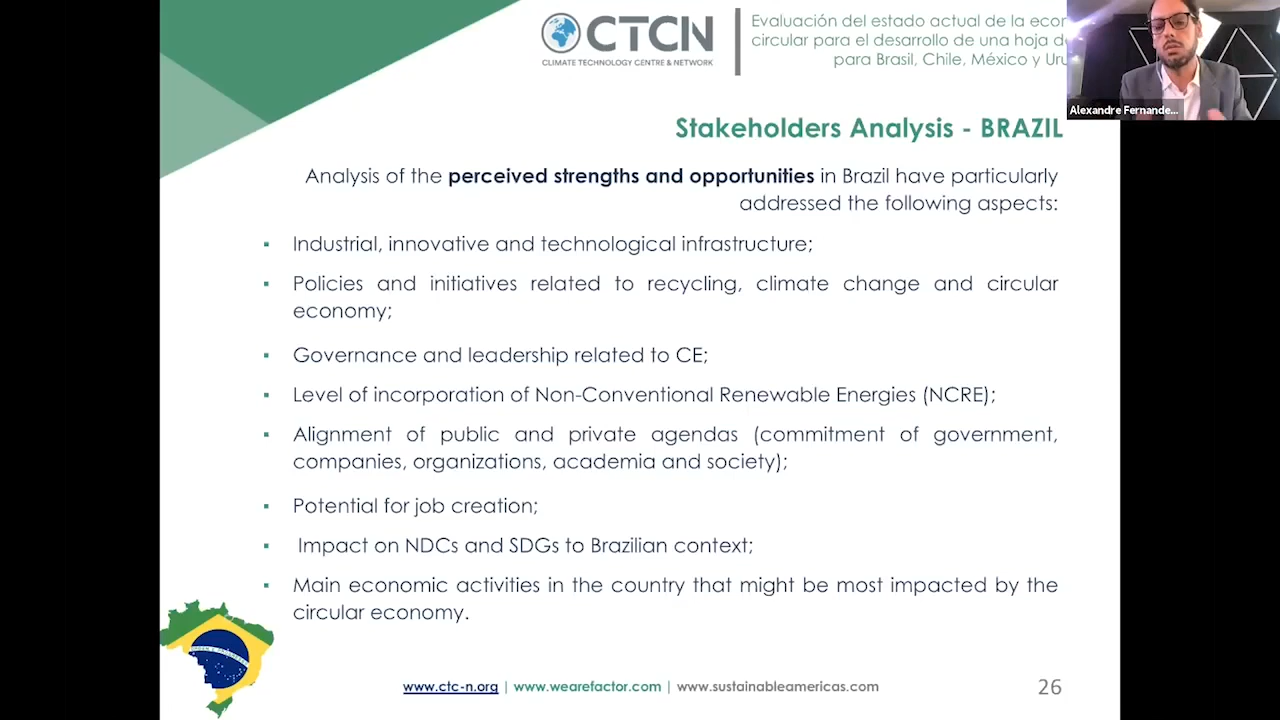 CTCN
CLIMATE TECHNOLOGY CENTRE & NETWORK
Evaluación del estado actual de la
circular para el desarrollo de una hoja
para Brasil, Chile, México y
Alexandre Fernande...
Stakeholders Analysis - BRAZIL
Analysis of the perceived strengths and opportunities in Brazil have particularly
addressed the following aspects:
▪ Industrial, innovative and technological infrastructure;
▪ Policies and initiatives related to recycling, climate change and circular
economy;
▪ Governance and leadership related to CE;
▪ Level of incorporation of Non-Conventional Renewable Energies (NCRE);
▪ Alignment of public and private agendas (commitment of government,
companies, organizations, academia and society);
▪ Potential for job creation;
▪ Impact on NDCs and SDGs to Brazilian context;
▪ Main economic activities in the country that might be most impacted by the
circular economy.
www.ctc-n.org | www.wearefactor.com | www.sustainableamericas.com
26